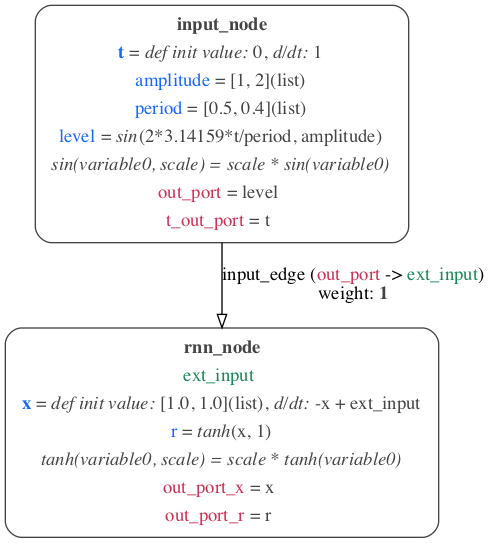 input_node
t = def init value: 0, d/dt: 1
amplitude = [1, 2](list)
period = [0.5, 0.4](list)
level = sin(2*3.14159*t/period, amplitude)
sin(variable0, scale) = scale * sin(variable0)
out_port = level
t_out_port = t
input_edge (out_port -> ext_input)
weight: 1
rnn_node
ext_input
x = def init value: [1.0, 1.0](list), d/dt: -x + ext_input
r = tanh(x, 1)
tanh(variable0, scale) = scale * tanh(variable0)
out_port_x = x
out_port_r = r